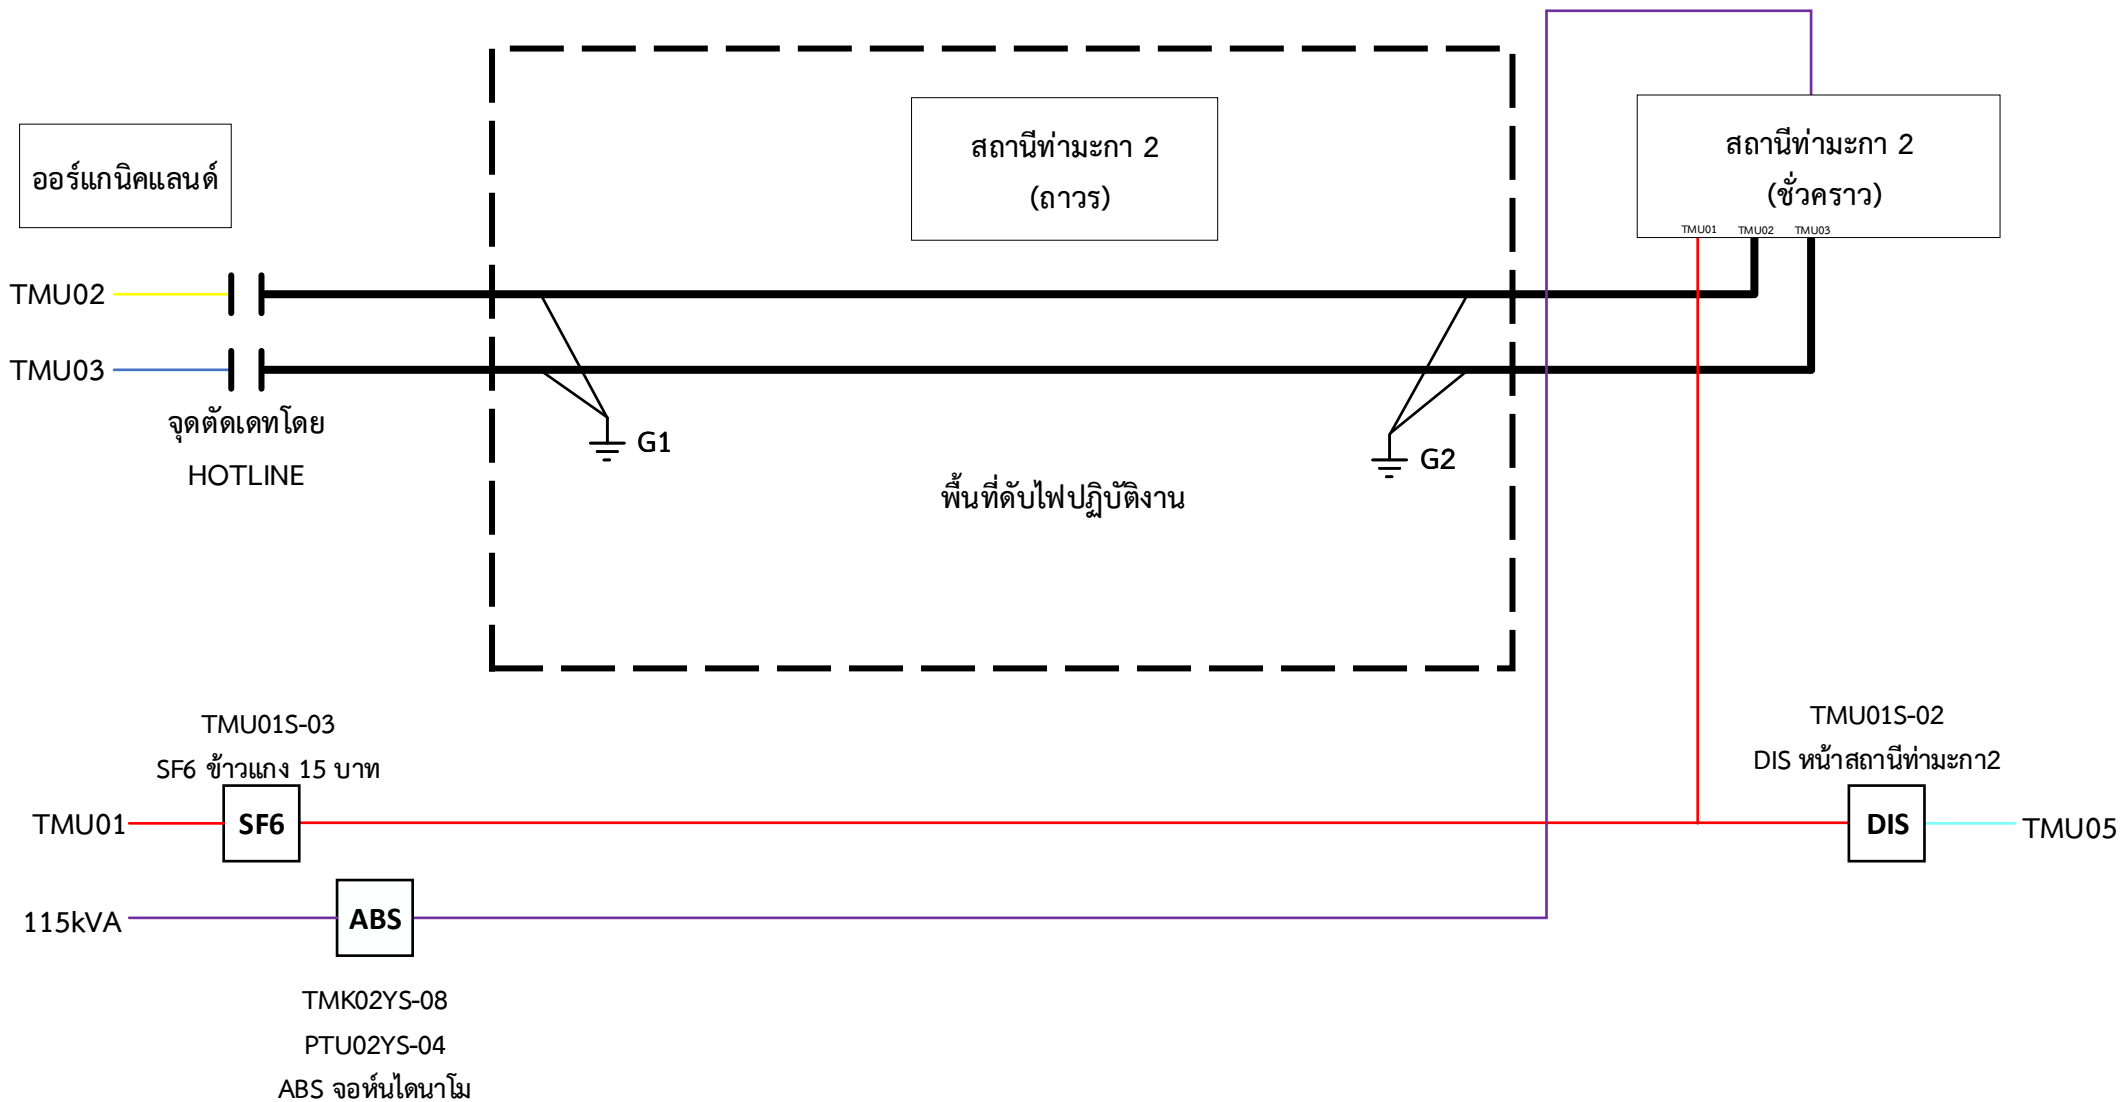 สถานีท่ามะกา 2
(ถาวร)
สถานีท่ามะกา 2
(ชั่วคราว)
TMU01 TMU02 TMU03
ออร์แกนิคแลนด์
TMU02
TMU03
จุดตัดเดทโดย
HOTLINE
G1
G2
พื้นที่ดับไฟปฏิบัติงาน
TMU01S-03
SF6 ข้าวแกง 15 บาท
TMU01
SF6
TMU01S-02
DIS หน้าสถานีท่ามะกา2
DIS
TMU05
115kVA
ABS
TMK02YS-08
PTU02YS-04
ABS จอห์นไดนาโม